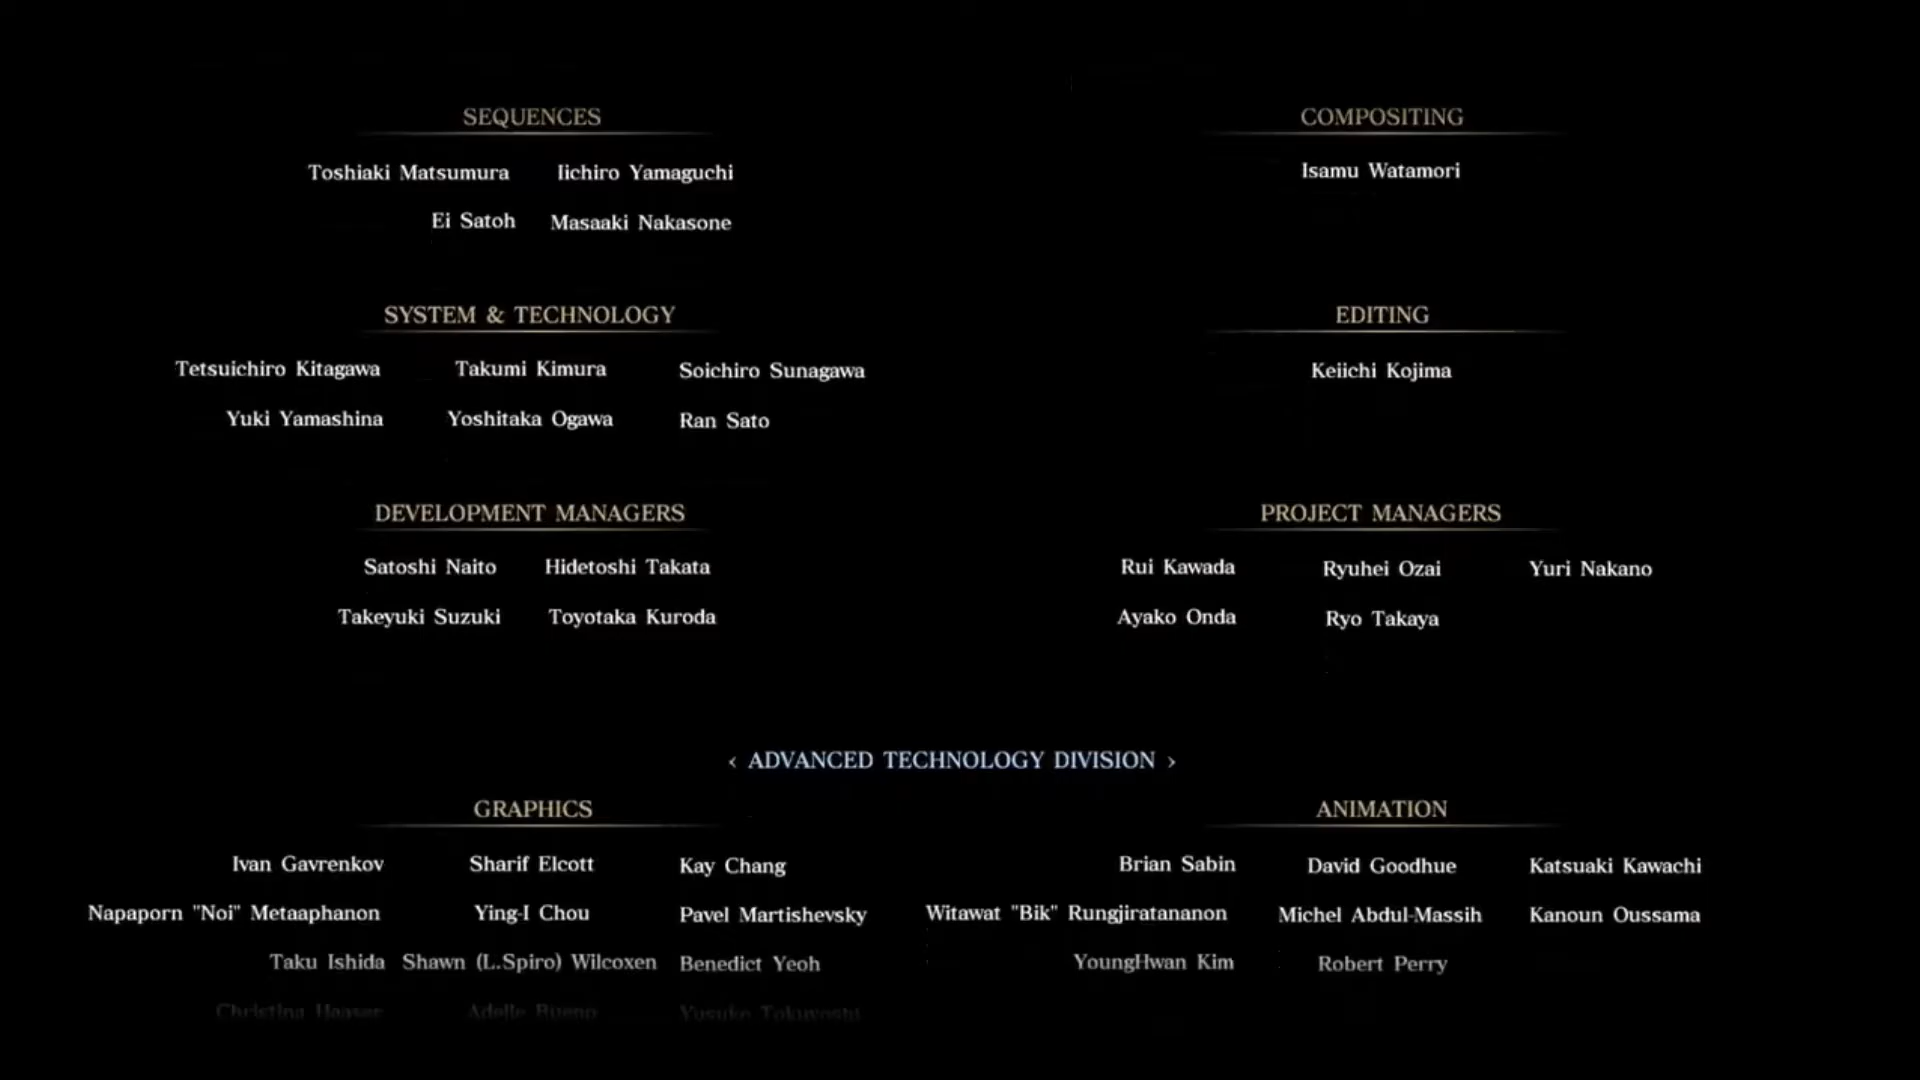 SEQUENCES
Toshiaki Matsumura Iichiro Yamaguchi
Ei Satoh Masaaki Nakasone
COMPOSITING
Isamu Watamori
SYSTEM & TECHNOLOGY
Tetsuichiro Kitagawa Takumi Kimura Soichiro Sunagawa
Yuki Yamashina Yoshitaka Ogawa Ran Sato
EDITING
Keiichi Kojima
DEVELOPMENT MANAGERS
Satoshi Naito Hidetoshi Takata
Takeyuki Suzuki Toyotaka Kuroda
PROJECT MANAGERS
Rui Kawada Ryuhei Ozai Yuri Nakano
Ayako Onda Ryo Takaya
‹ ADVANCED TECHNOLOGY DIVISION ›
GRAPHICS
Ivan Gavrenkov Sharif Elcott Kay Chang
Napaporn "Noi" Metaaphanon Ying-I Chou Pavel Martishevsky
Taku Ishida Shawn (L.Spiro) Wilcoxen Benedict Yeoh
Adelle Bueno
ANIMATION
Brian Sabin David Goodhue Katsuaki Kawachi
Witawat "Bik" Rungjiratananon Michel Abdul-Massih Kanoun Oussama
YoungHwan Kim Robert Perry